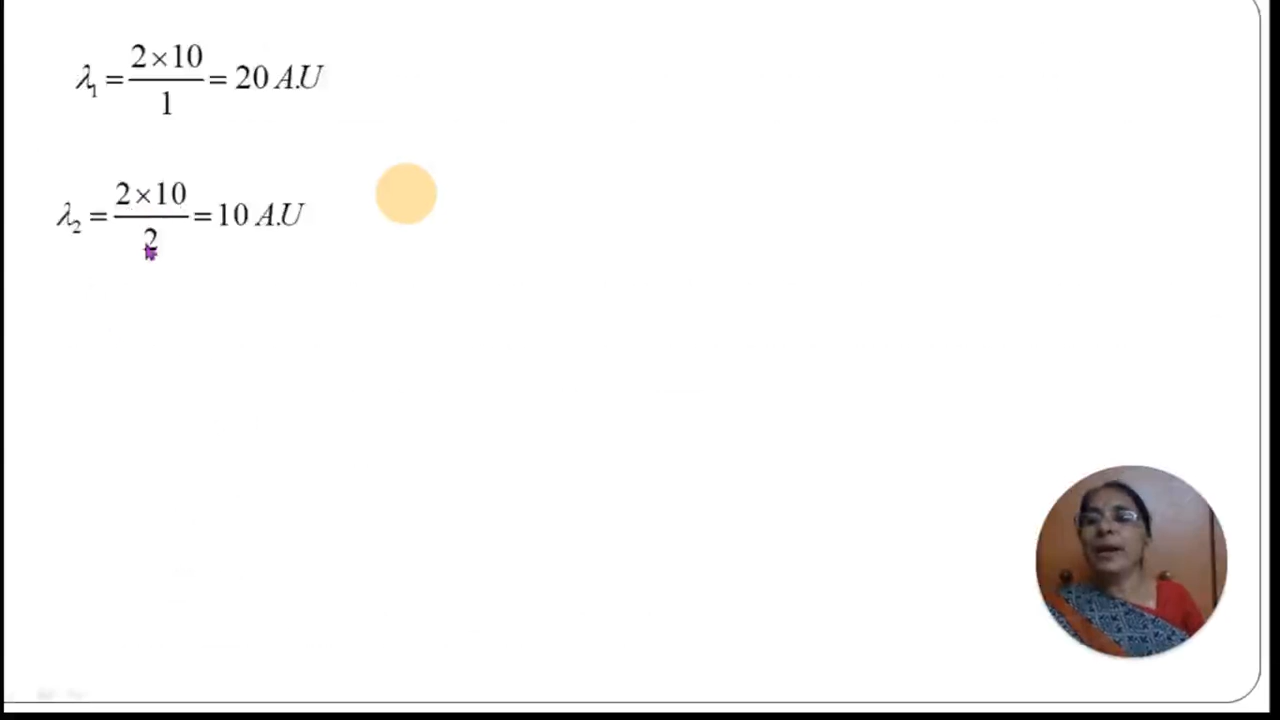 λ₁ = 2×10 / 1 = 20 A.U
λ₂ = 2×10 / 2 = 10 A.U